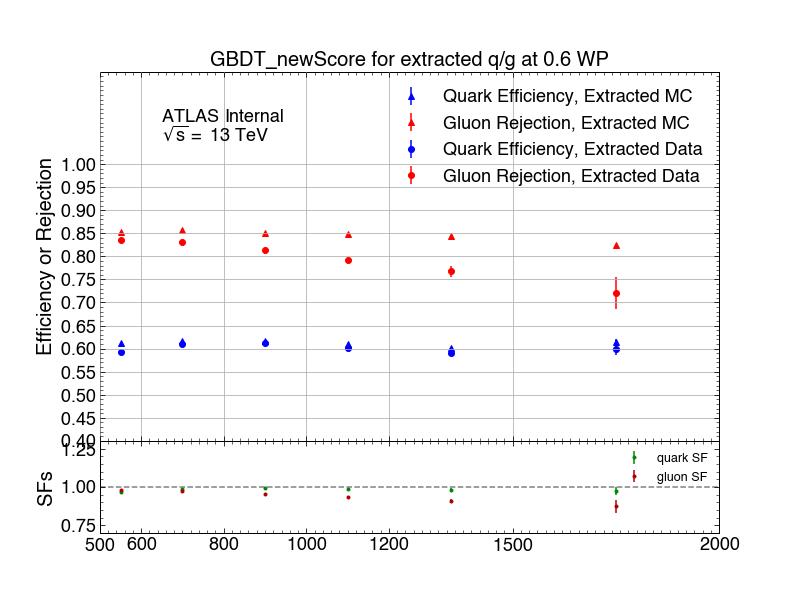 GBDT_newScore for extracted q/g at 0.6 WP
ATLAS Internal
√s = 13 TeV
Quark Efficiency, Extracted MC
Gluon Rejection, Extracted MC
Quark Efficiency, Extracted Data
Gluon Rejection, Extracted Data
Efficiency or Rejection
1.00
0.95
0.90
0.85
0.80
0.75
0.70
0.65
0.60
0.55
0.50
0.45
0.40
SFs
1.25
1.00
0.75
quark SF
gluon SF
500 600 800 1000 1200 1500 2000